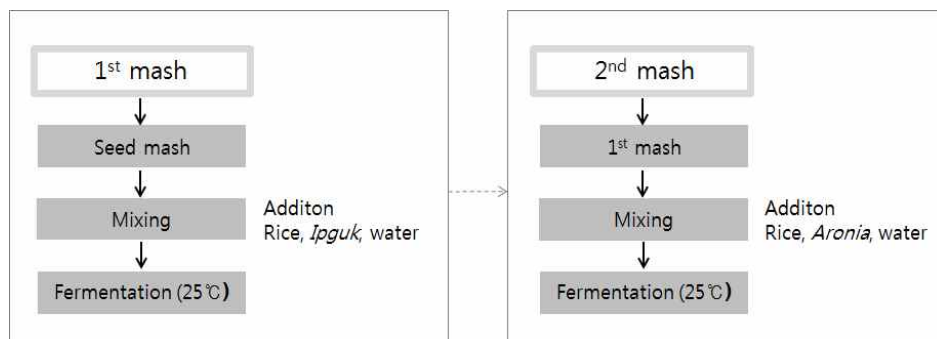 1st mash
Seed mash
Mixing
Additon
Rice, Ipguk, water
Fermentation (25℃)
2nd mash
1st mash
Mixing
Additon
Rice, Aronia, water
Fermentation (25℃)